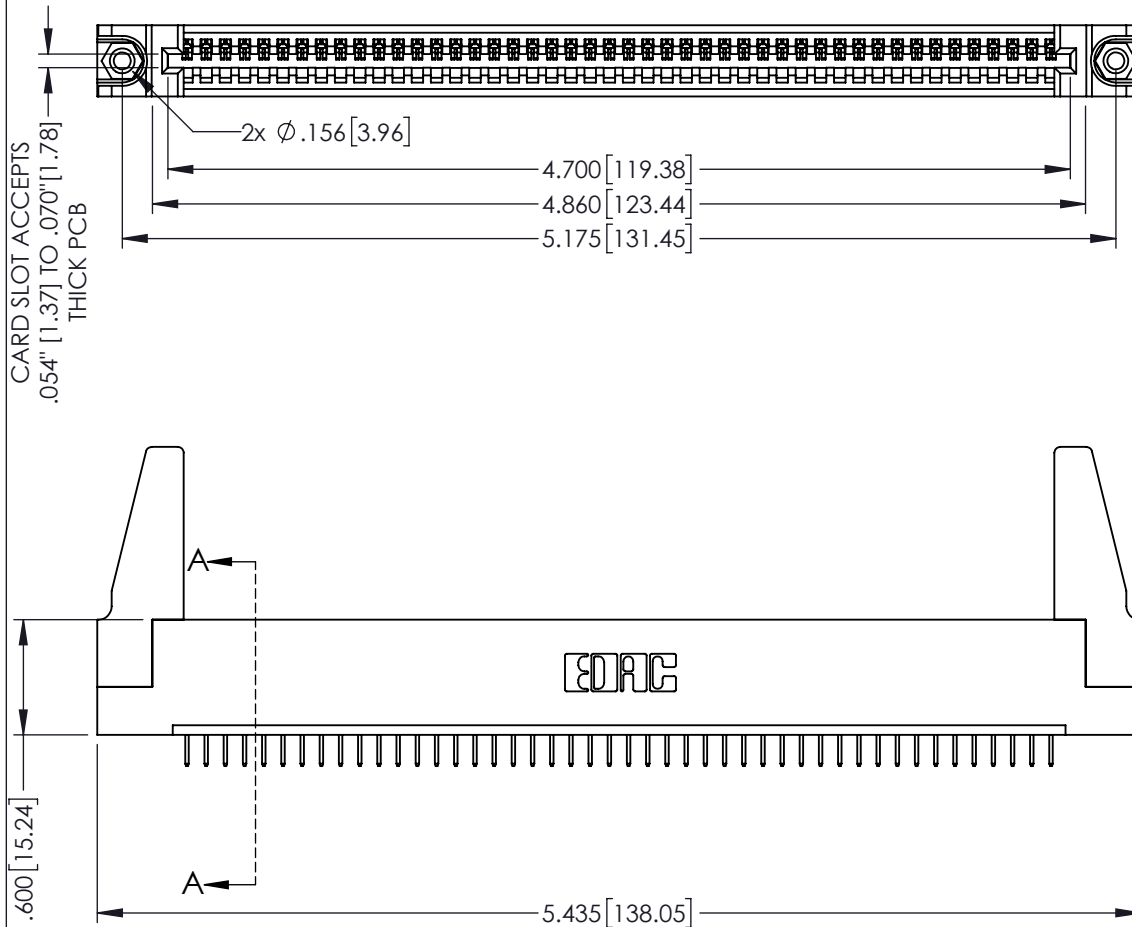 2x Ø.156[3.96]
4.700[119.38]
4.860[123.44]
5.175[131.45]
CARD SLOT ACCEPTS
.054" [1.37] TO .070"[1.78]
THICK PCB
A
EDAC
A
.600[15.24]
5.435[138.05]